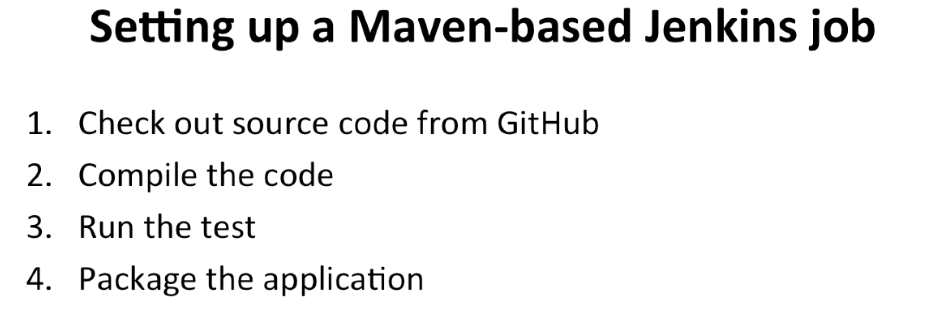 Setting up a Maven-based Jenkins job
1. Check out source code from GitHub
2. Compile the code
3. Run the test
4. Package the application